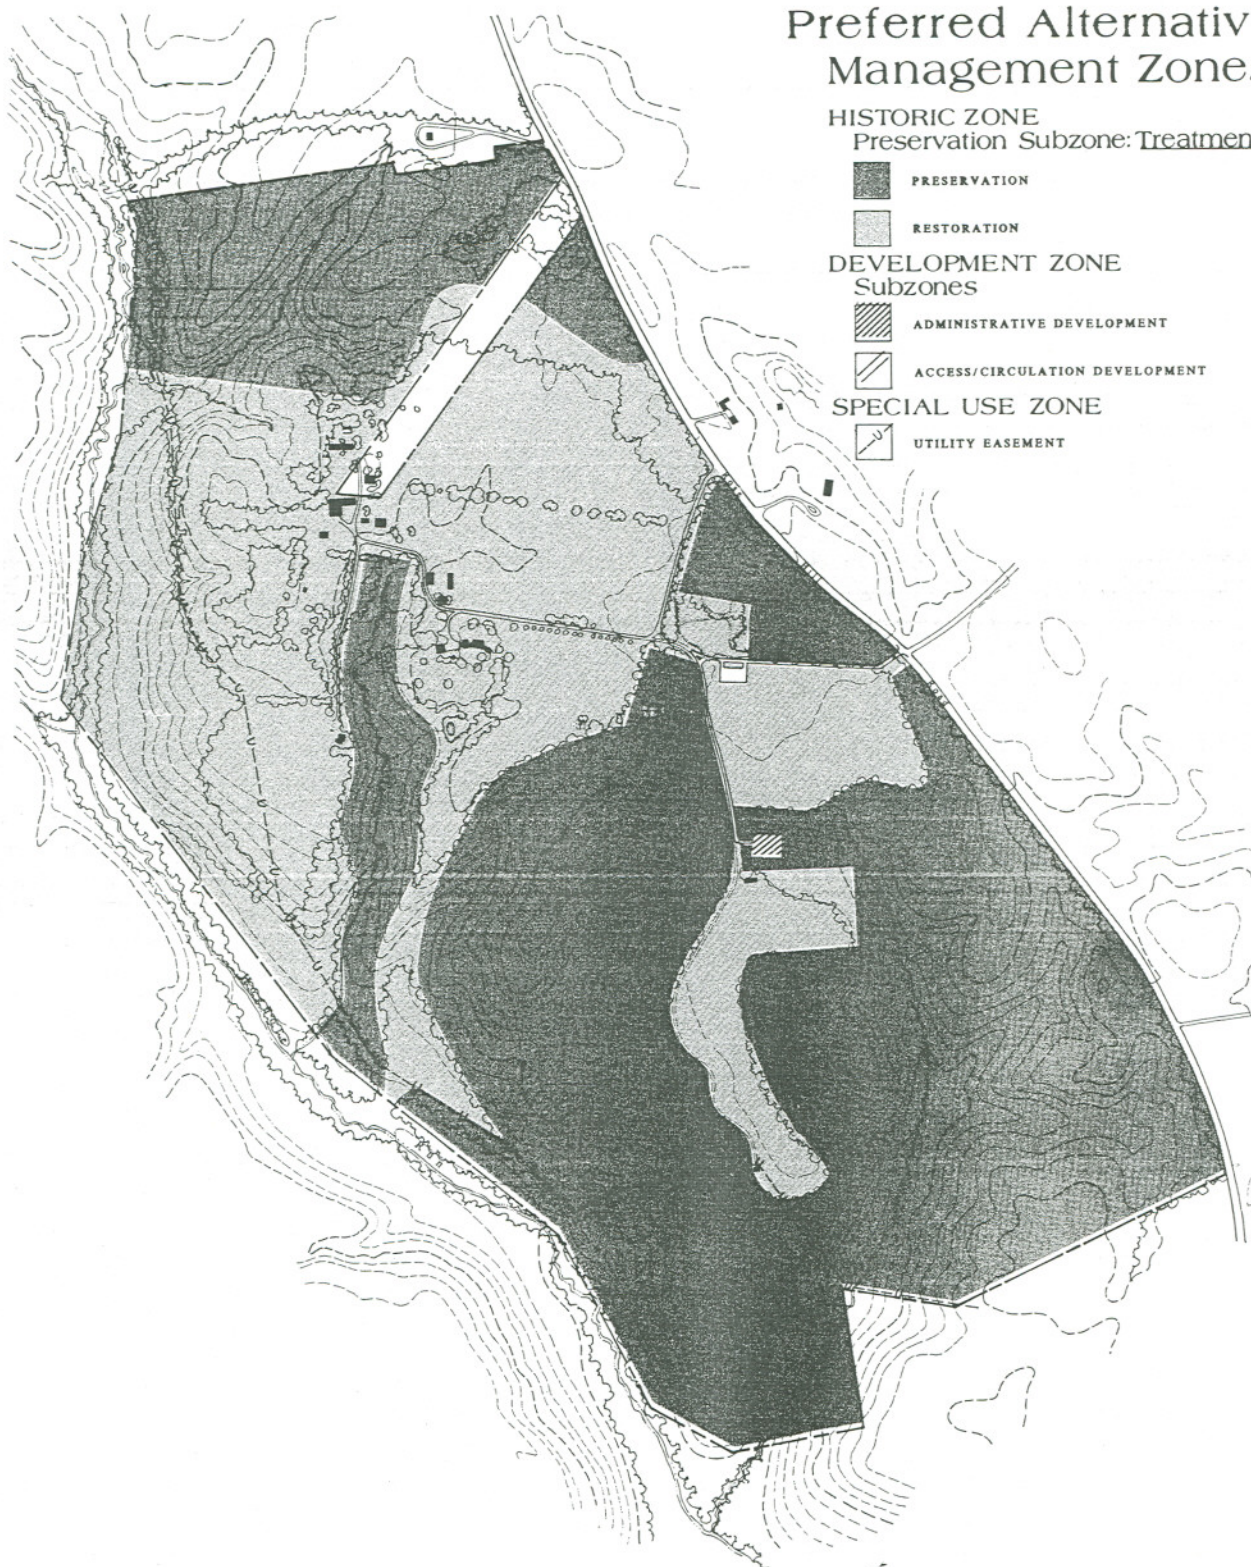 Preferred Alternativ
Management Zone
HISTORIC ZONE
Preservation Subzone: Treatmen
PRESERVATION
RESTORATION
DEVELOPMENT ZONE
Subzones
ADMINISTRATIVE DEVELOPMENT
ACCESS/CIRCULATION DEVELOPMENT
SPECIAL USE ZONE
U
UTILITY EASEMENT